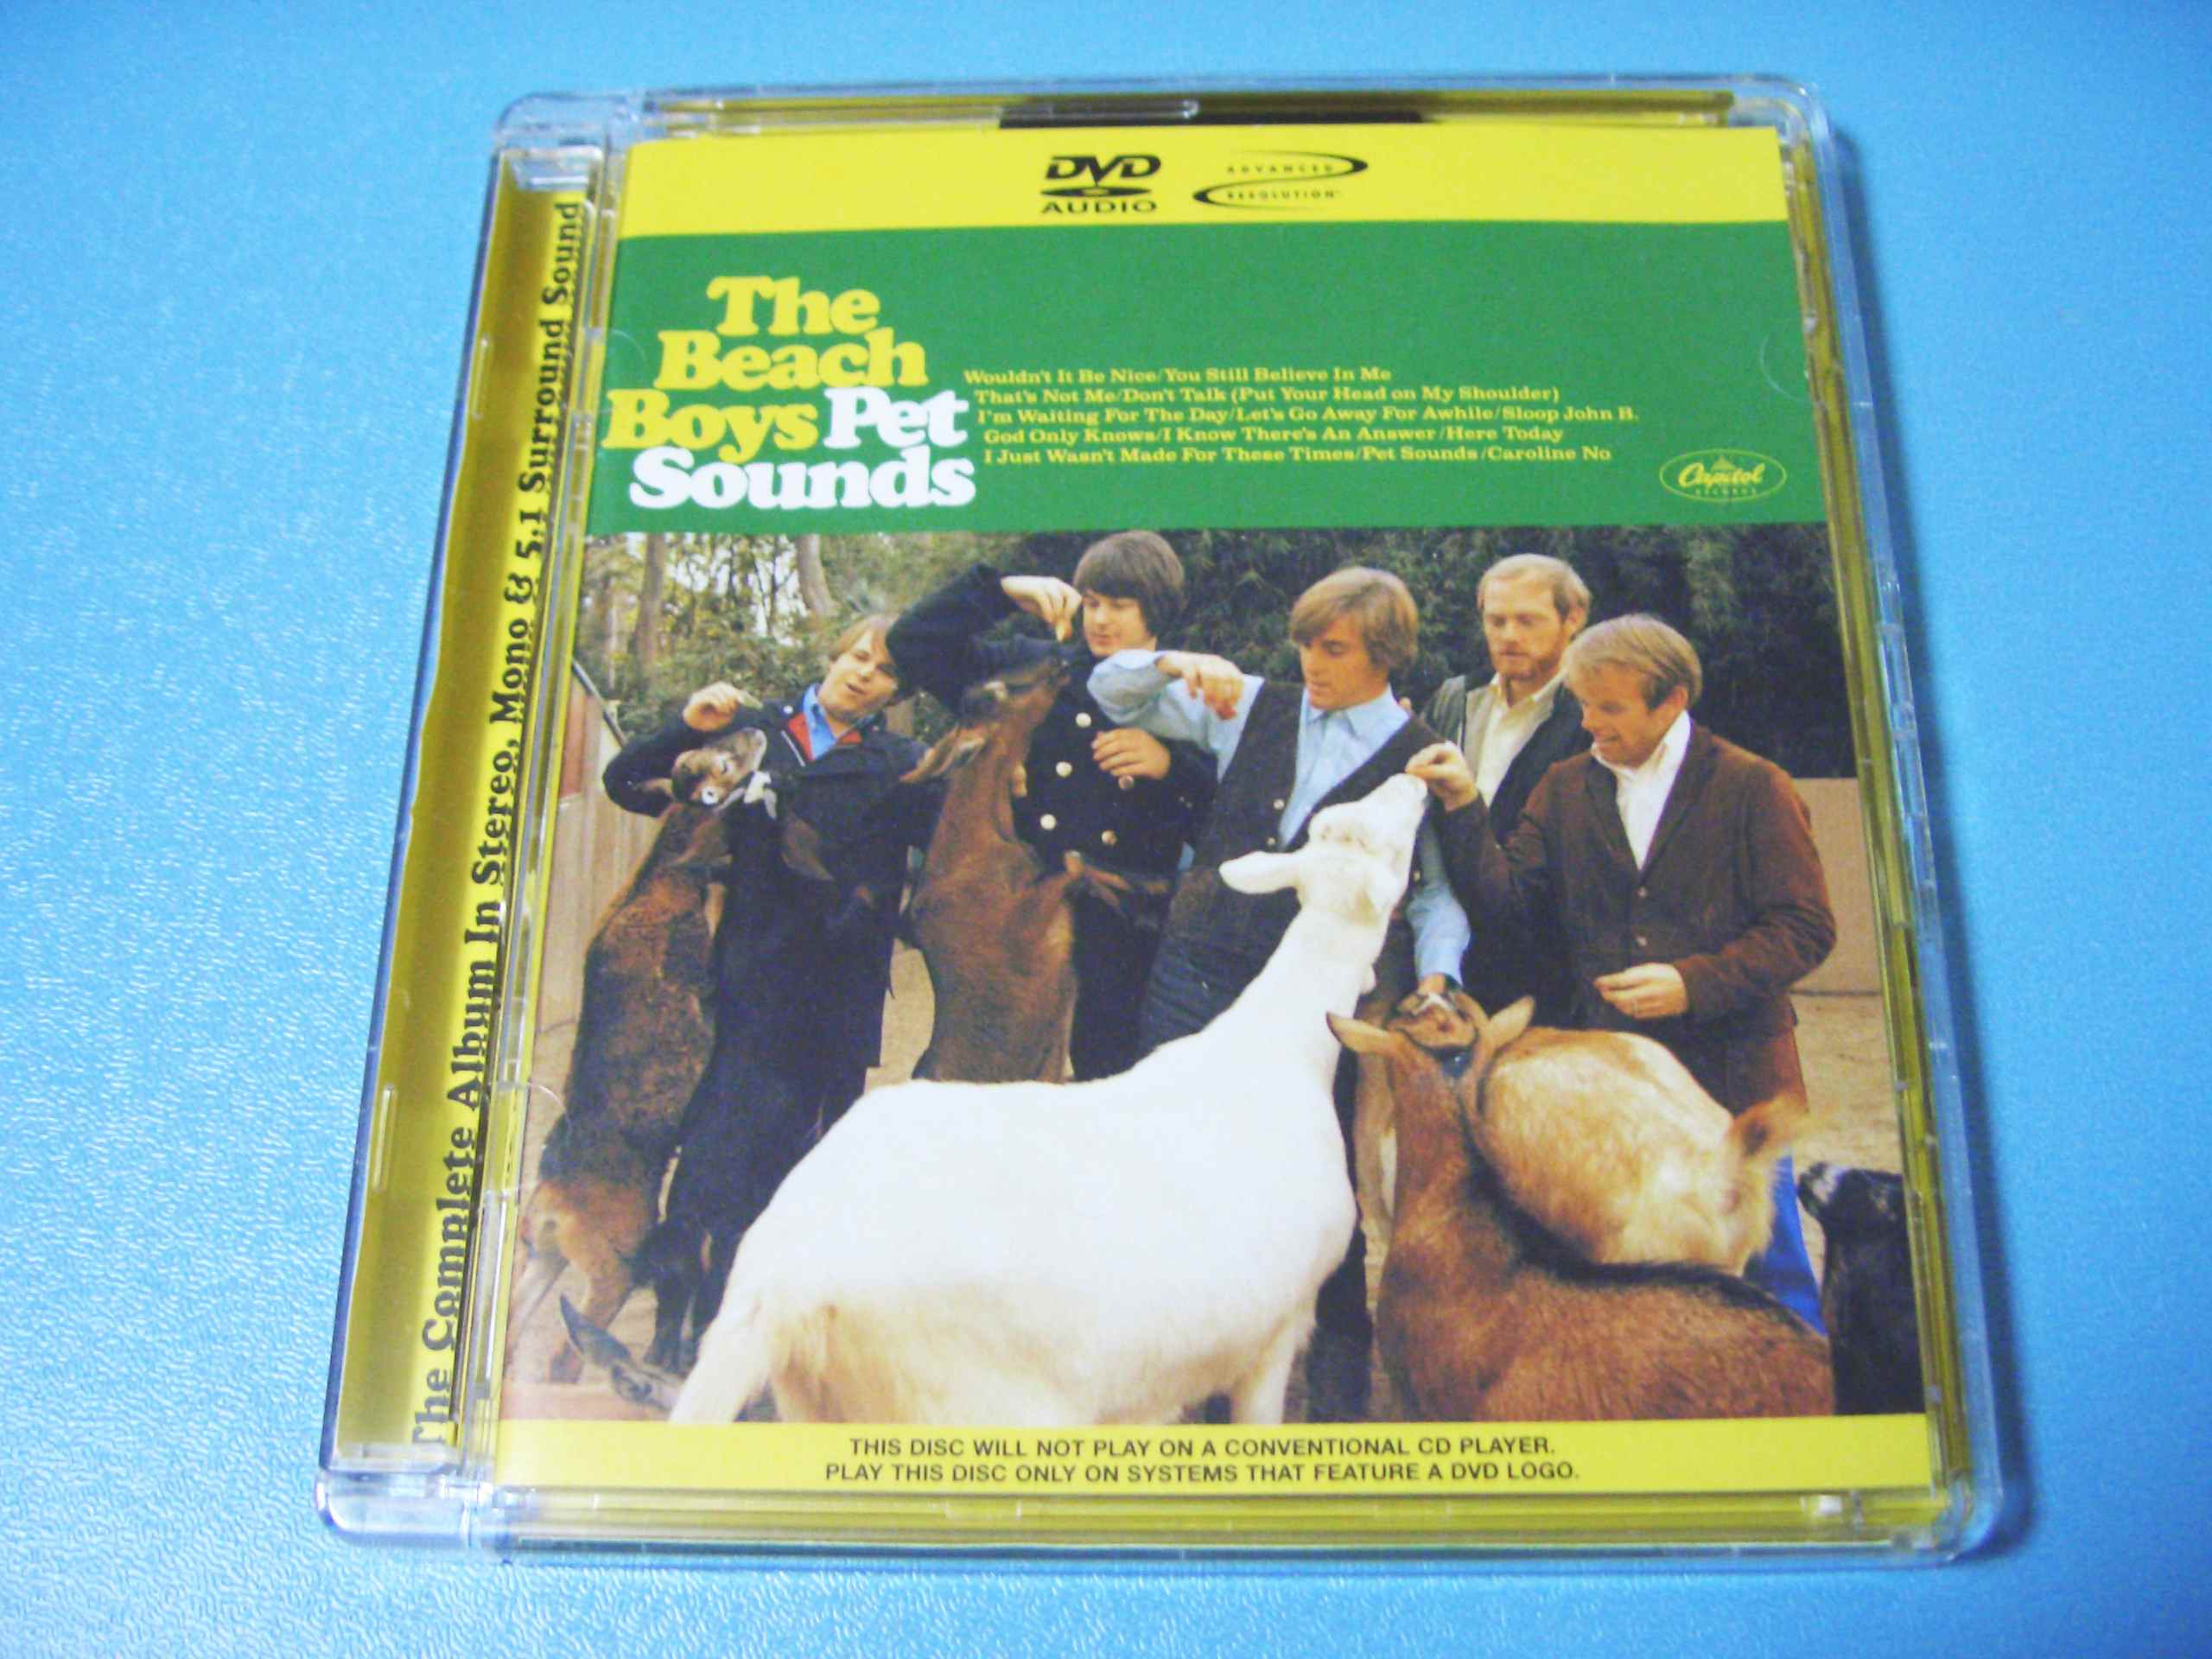 DVD
AUDIO
ADVANCED
RESOLUTION
The
Beach
Boys Pet
Sounds
Wouldn't It Be Nice/You Still Believe In Me
That's Not Me/Don't Talk (Put Your Head on My Shoulder)
I'm Waiting For The Day/Let's Go Away For Awhile/Sloop John B.
God Only Knows/I Know There's An Answer/Here Today
I Just Wasn't Made For These Times/Pet Sounds/Caroline No
Capitol
RECORDS
The Complete Album In Stereo, Mono & 5.1 Surround Sound
THIS DISC WILL NOT PLAY ON A CONVENTIONAL CD PLAYER.
PLAY THIS DISC ONLY ON SYSTEMS THAT FEATURE A DVD LOGO.